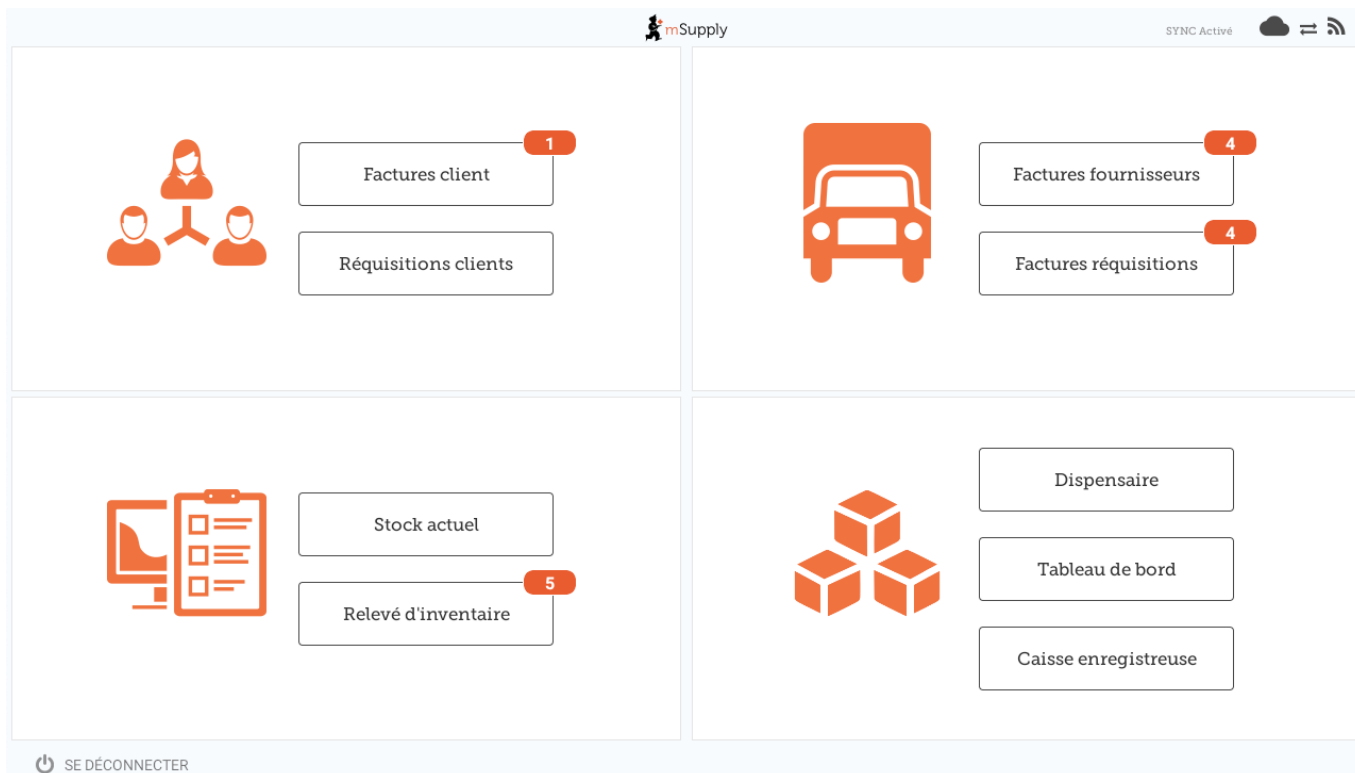 mSupply
SYNC Activé
1
Factures client
Réquisitions clients
4
Factures fournisseurs
4
Factures réquisitions
Stock actuel
5
Relevé d'inventaire
Dispensaire
Tableau de bord
Caisse enregistreuse
SE DÉCONNECTER